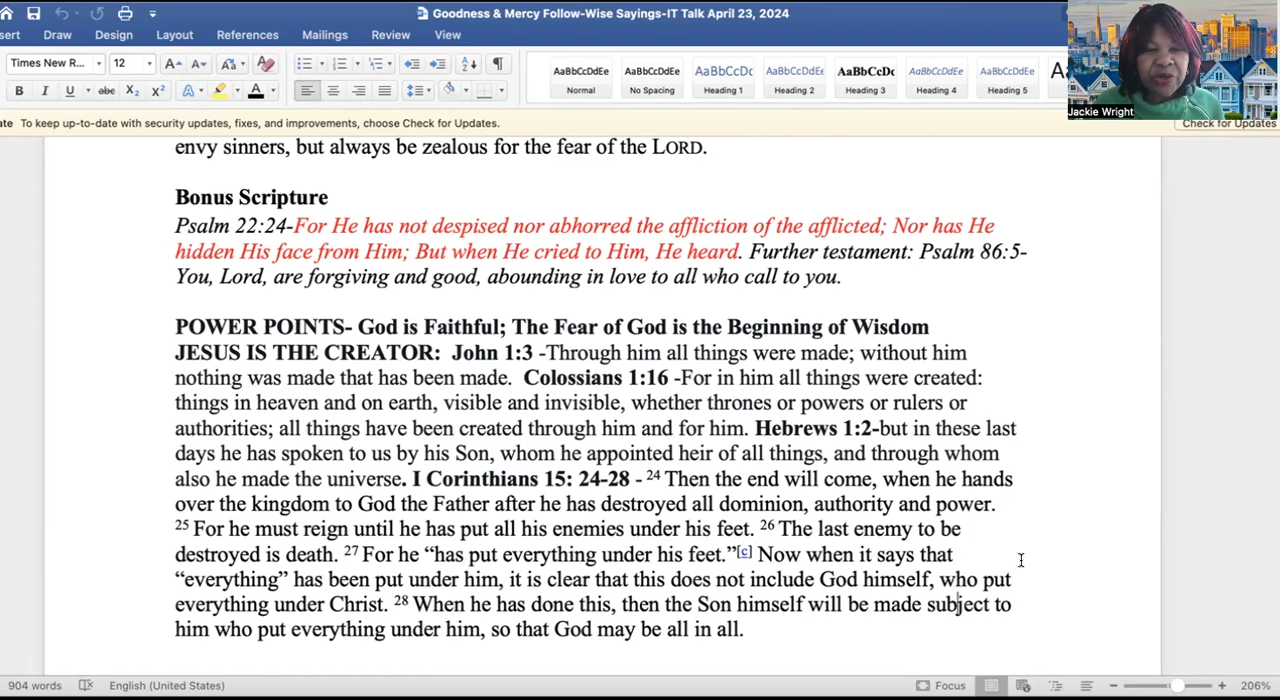 Goodness & Mercy Follow-Wise Sayings-IT Talk April 23, 2024
sert Draw Design Layout References Mailings Review View
Times New R... 12
AaBbCcDdEe AaBbCcDdEe AaBbCcDc AaBbCcDdEe AaBbCcDc AaBbCcDdEe AaBbCcDdEe
Normal No Spacing Heading 1 Heading 2 Heading 3 Heading 4 Heading 5
Jackie Wright
ate To keep up-to-date with security updates, fixes, and improvements, choose Check for Updates. Check for Updates
envy sinners, but always be zealous for the fear of the LORD.
Bonus Scripture
Psalm 22:24-For He has not despised nor abhorred the affliction of the afflicted; Nor has He
hidden His face from Him; But when He cried to Him, He heard. Further testament: Psalm 86:5-
You, Lord, are forgiving and good, abounding in love to all who call to you.
POWER POINTS- God is Faithful; The Fear of God is the Beginning of Wisdom
JESUS IS THE CREATOR: John 1:3 -Through him all things were made; without him
nothing was made that has been made. Colossians 1:16 -For in him all things were created:
things in heaven and on earth, visible and invisible, whether thrones or powers or rulers or
authorities; all things have been created through him and for him. Hebrews 1:2-but in these last
days he has spoken to us by his Son, whom he appointed heir of all things, and through whom
also he made the universe. I Corinthians 15: 24-28 - 24 Then the end will come, when he hands
over the kingdom to God the Father after he has destroyed all dominion, authority and power.
25 For he must reign until he has put all his enemies under his feet. 26 The last enemy to be
destroyed is death. 27 For he “has put everything under his feet.”[c] Now when it says that
“everything” has been put under him, it is clear that this does not include God himself, who put
everything under Christ. 28 When he has done this, then the Son himself will be made subject to
him who put everything under him, so that God may be all in all.
904 words English (United States) Focus 206%